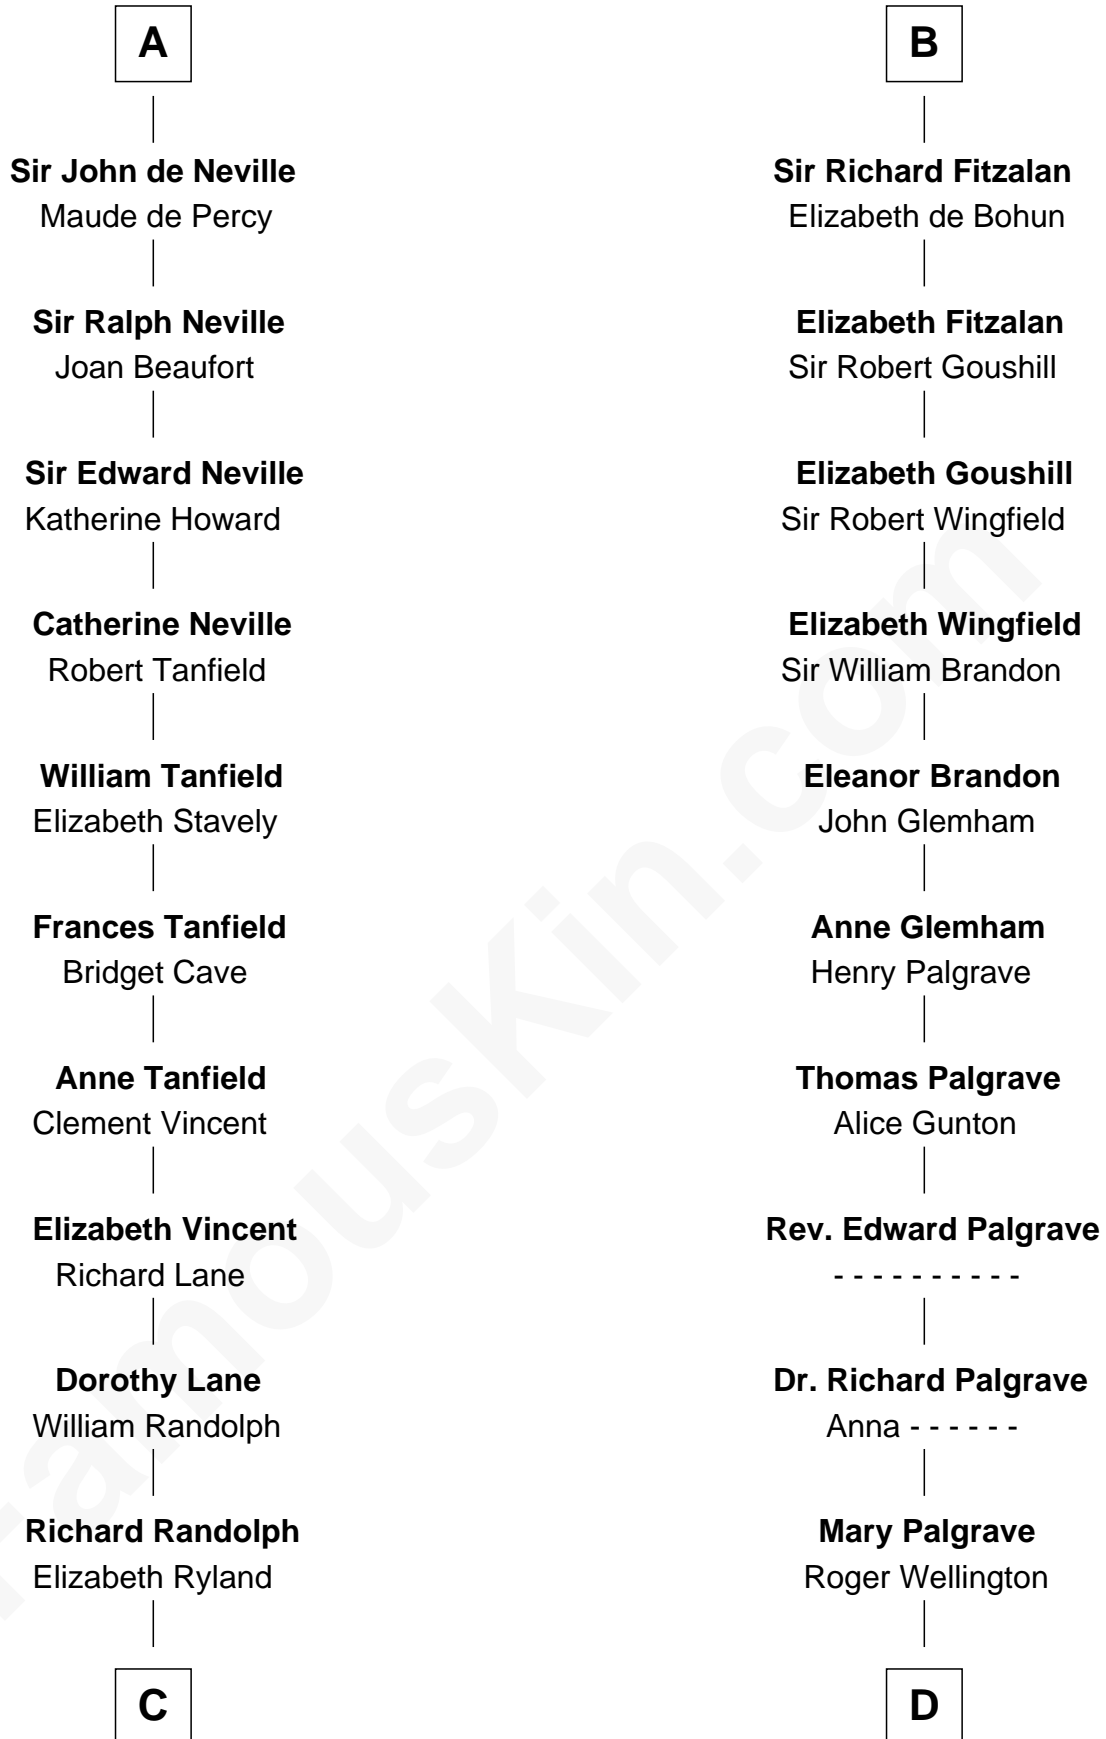 A
Sir John de Neville
Maude de Percy
Sir Ralph Neville
Joan Beaufort
Sir Edward Neville
Katherine Howard
Catherine Neville
Robert Tanfield
William Tanfield
Elizabeth Stavely
Frances Tanfield
Bridget Cave
Anne Tanfield
Clement Vincent
Elizabeth Vincent
Richard Lane
Dorothy Lane
William Randolph
Richard Randolph
Elizabeth Ryland
C
B
Sir Richard Fitzalan
Elizabeth de Bohun
Elizabeth Fitzalan
Sir Robert Goushill
Elizabeth Goushill
Sir Robert Wingfield
Elizabeth Wingfield
Sir William Brandon
Eleanor Brandon
John Glemham
Anne Glemham
Henry Palgrave
Thomas Palgrave
Alice Gunton
Rev. Edward Palgrave
- - - - - - - - - -
Dr. Richard Palgrave
Anna - - - - - -
Mary Palgrave
Roger Wellington
D
FamousKin.com